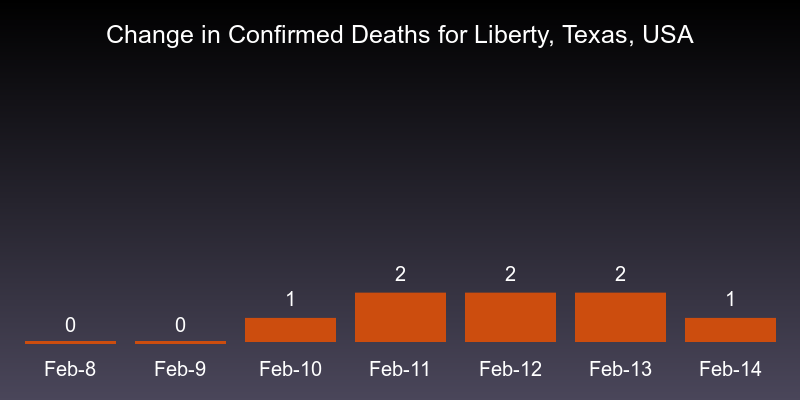 Change in Confirmed Deaths for Liberty, Texas, USA
0 0 1 2 2 2 1
Feb-8 Feb-9 Feb-10 Feb-11 Feb-12 Feb-13 Feb-14